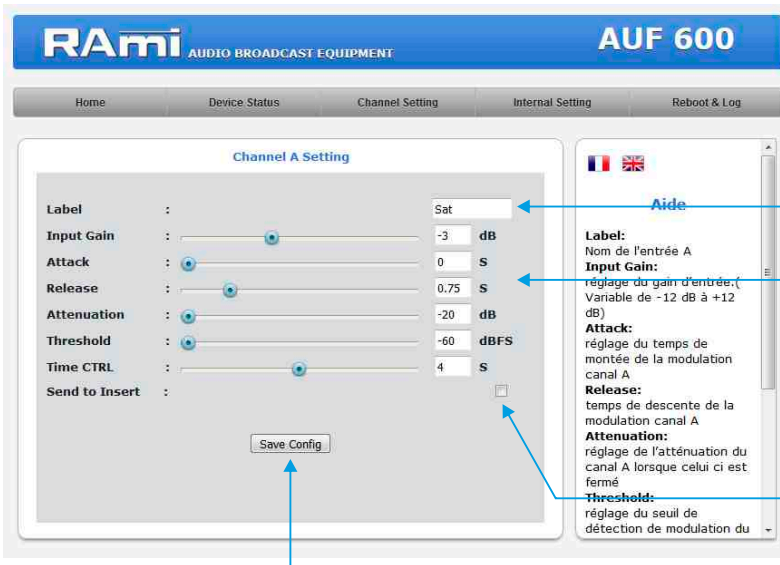 RAmi AUDIO BROADCAST EQUIPMENT
AUF 600
Home Device Status Channel Setting Internal Setting Reboot & Log
Channel A Setting
Label : Sat
Input Gain : -3 dB
Attack : 0 S
Release : 0.75 S
Attenuation : -20 dB
Threshold : -60 dBFS
Time CTRL : 4 S
Send to Insert :
Save Config
Aide
Label:
Nom de l'entrée A
Input Gain:
réglage du gain d'entrée.(
Variable de -12 dB à +12
dB)
Attack:
réglage du temps de
montée de la modulation
canal A
Release:
temps de descente de la
modulation canal A
Attenuation:
réglage de l'atténuation du
canal A lorsque celui ci est
fermé
Threshold:
réglage du seuil de
détection de modulation du